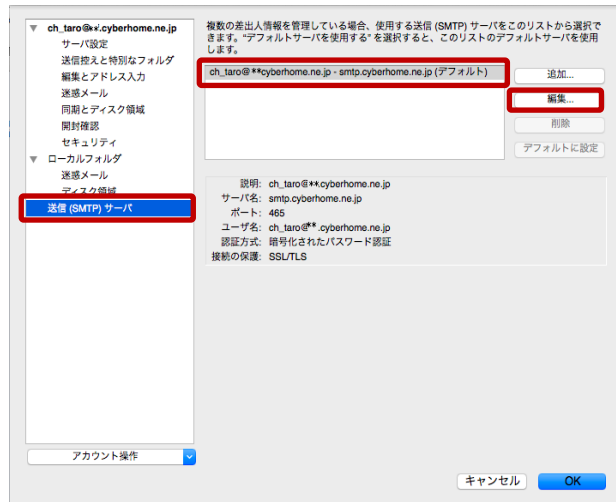 ch_taro@**.cyberhome.ne.jp
サーバ設定
送信控えと特別なフォルダ
編集とアドレス入力
迷惑メール
同期とディスク領域
開封確認
セキュリティ
ローカルフォルダ
迷惑メール
ディスク領域
送信 (SMTP) サーバ
アカウント操作
複数の差出人情報を管理している場合、使用する送信 (SMTP) サーバをこのリストから選択で
きます。"デフォルトサーバを使用する" を選択すると、このリストのデフォルトサーバを使用
します。
ch_taro@**cyberhome.ne.jp - smtp.cyberhome.ne.jp (デフォルト)
追加...
編集...
削除
デフォルトに設定
説明: ch_taro@**.cyberhome.ne.jp
サーバ名: smtp.cyberhome.ne.jp
ポート: 465
ユーザ名: ch_taro@**.cyberhome.ne.jp
認証方式: 暗号化されたパスワード認証
接続の保護: SSL/TLS
キャンセル
OK